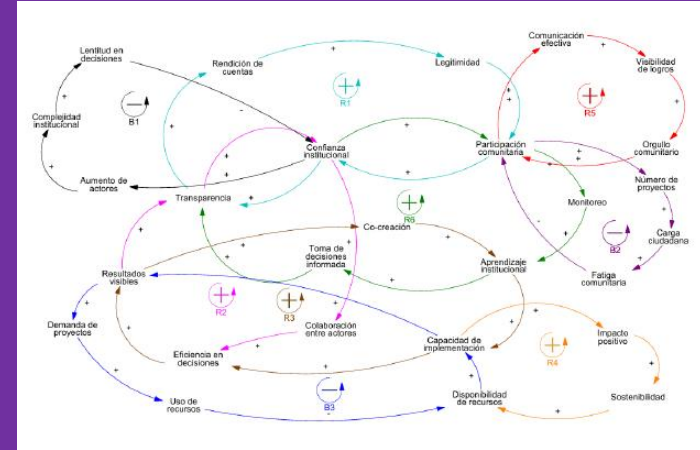 Comunicación
efectiva
Lentitud en
decisiones
Rendición de
cuentas
Legitimidad
Visibilidad
de logros
+
R1
+
R5
−
B1
Complejidad
institucional
Confianza
institucional
Participación
comunitaria
Orgullo
comunitario
Aumento de
actores
Transparencia
Número de
proyectos
Monitoreo
+
R6
Co-creación
−
B2
Carga
ciudadana
Toma de
decisiones
informada
Aprendizaje
institucional
Resultados
visibles
Fatiga
comunitaria
+
R2
+
R3
Demanda de
proyectos
Colaboración
entre actores
Capacidad de
implementación
+
R4
Impacto
positivo
Eficiencia en
decisiones
−
B3
Uso de
recursos
Disponibilidad
de recursos
Sostenibilidad